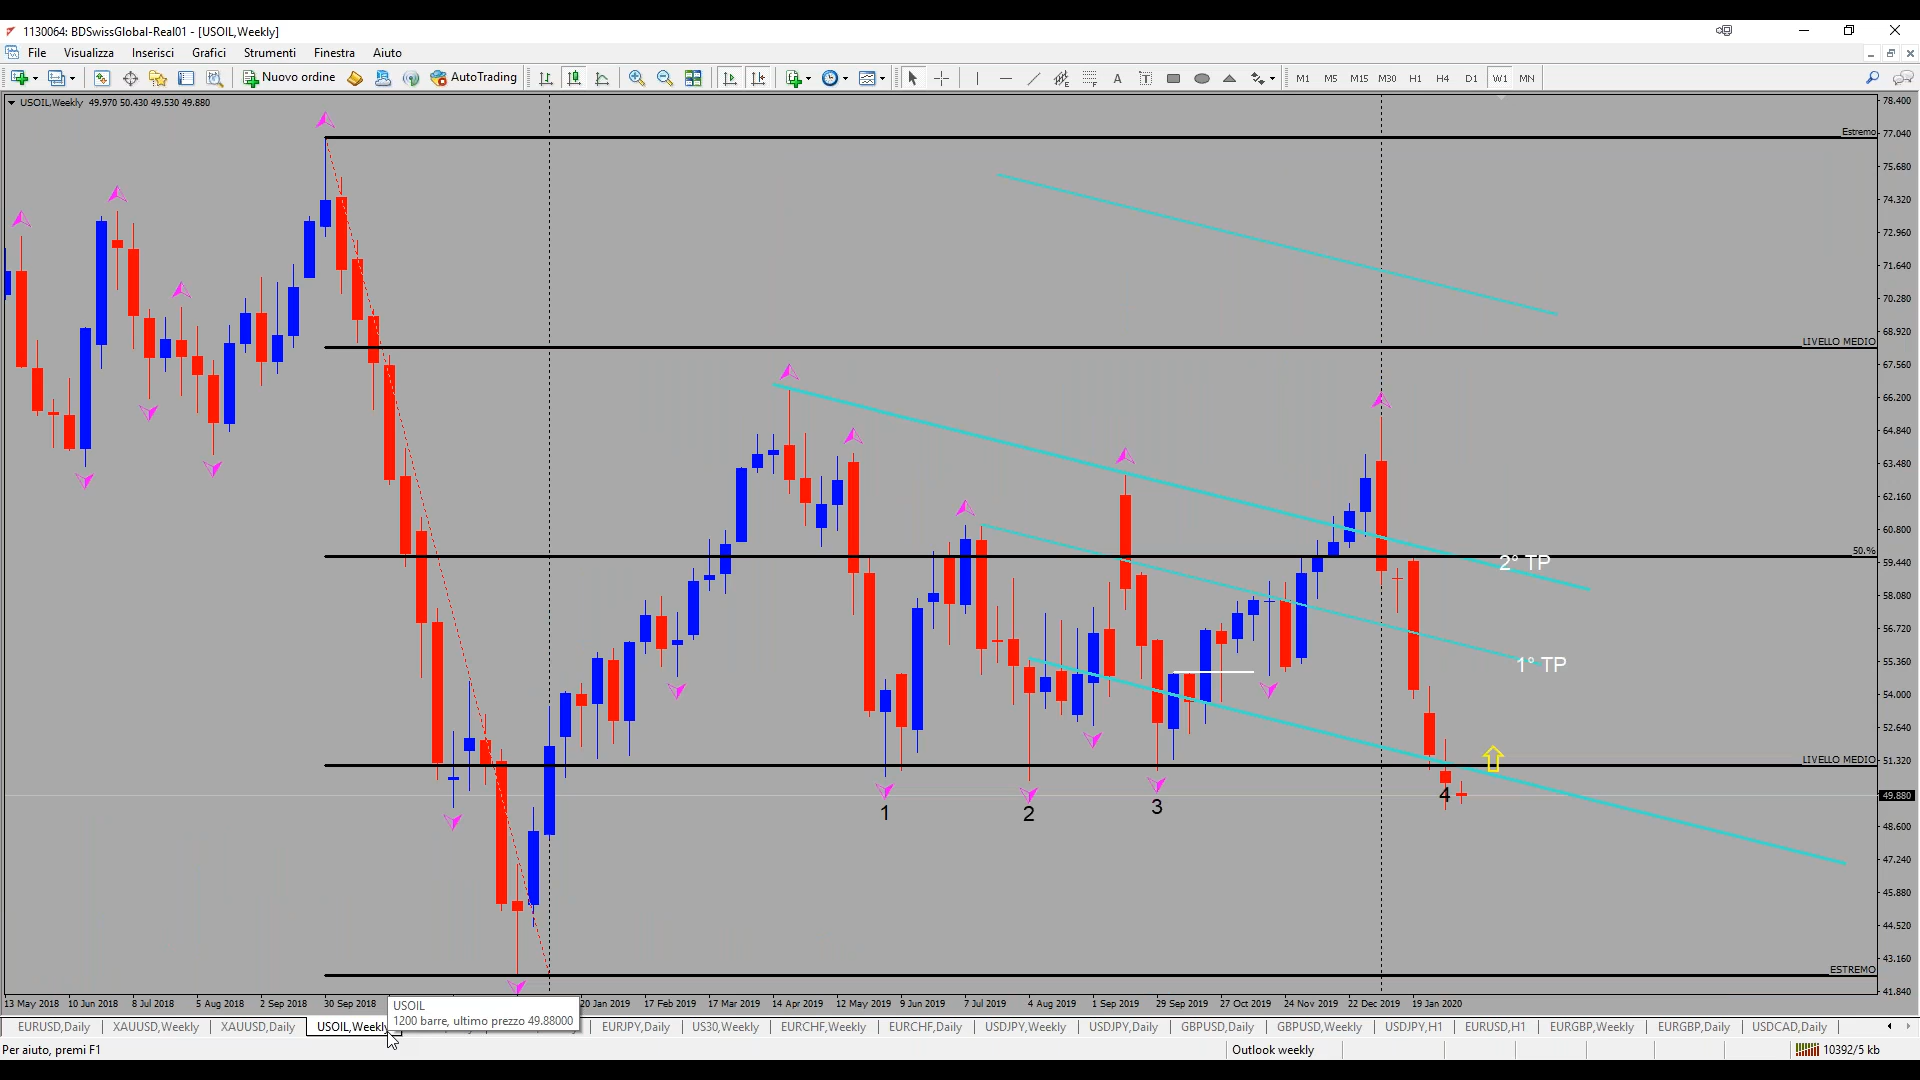 1130064: BDSwissGlobal-Real01 - [USOIL,Weekly]
File Visualizza Inserisci Grafici Strumenti Finestra Aiuto
Nuovo ordine AutoTrading A T M1 M5 M15 M30 H1 H4 D1 W1 MN
USOIL,Weekly 49.970 50.430 49.530 49.880
78.400
Estremo 77.040
75.680
74.320
72.960
71.640
70.280
68.920
LIVELLO MEDIO
67.560
66.200
64.840
63.480
62.160
60.800
50.%
2° TP 59.440
58.080
56.720
1° TP 55.360
54.000
52.640
LIVELLO MEDIO 51.320
4 49.880
1 2 3
48.600
47.240
45.880
44.520
43.160
ESTREMO
41.840
13 May 2018 10 Jun 2018 8 Jul 2018 5 Aug 2018 2 Sep 2018 30 Sep 2018 20 Jan 2019 17 Feb 2019 17 Mar 2019 14 Apr 2019 12 May 2019 9 Jun 2019 7 Jul 2019 4 Aug 2019 1 Sep 2019 29 Sep 2019 27 Oct 2019 24 Nov 2019 22 Dec 2019 19 Jan 2020
USOIL
1200 barre, ultimo prezzo 49.88000
EURUSD,Daily XAUUSD,Weekly XAUUSD,Daily USOIL,Weekly EURJPY,Daily US30,Weekly EURCHF,Weekly EURCHF,Daily USDJPY,Weekly USDJPY,Daily GBPUSD,Daily GBPUSD,Weekly USDJPY,H1 EURUSD,H1 EURGBP,Weekly EURGBP,Daily USDCAD,Daily
Per aiuto, premi F1 Outlook weekly 10392/5 kb